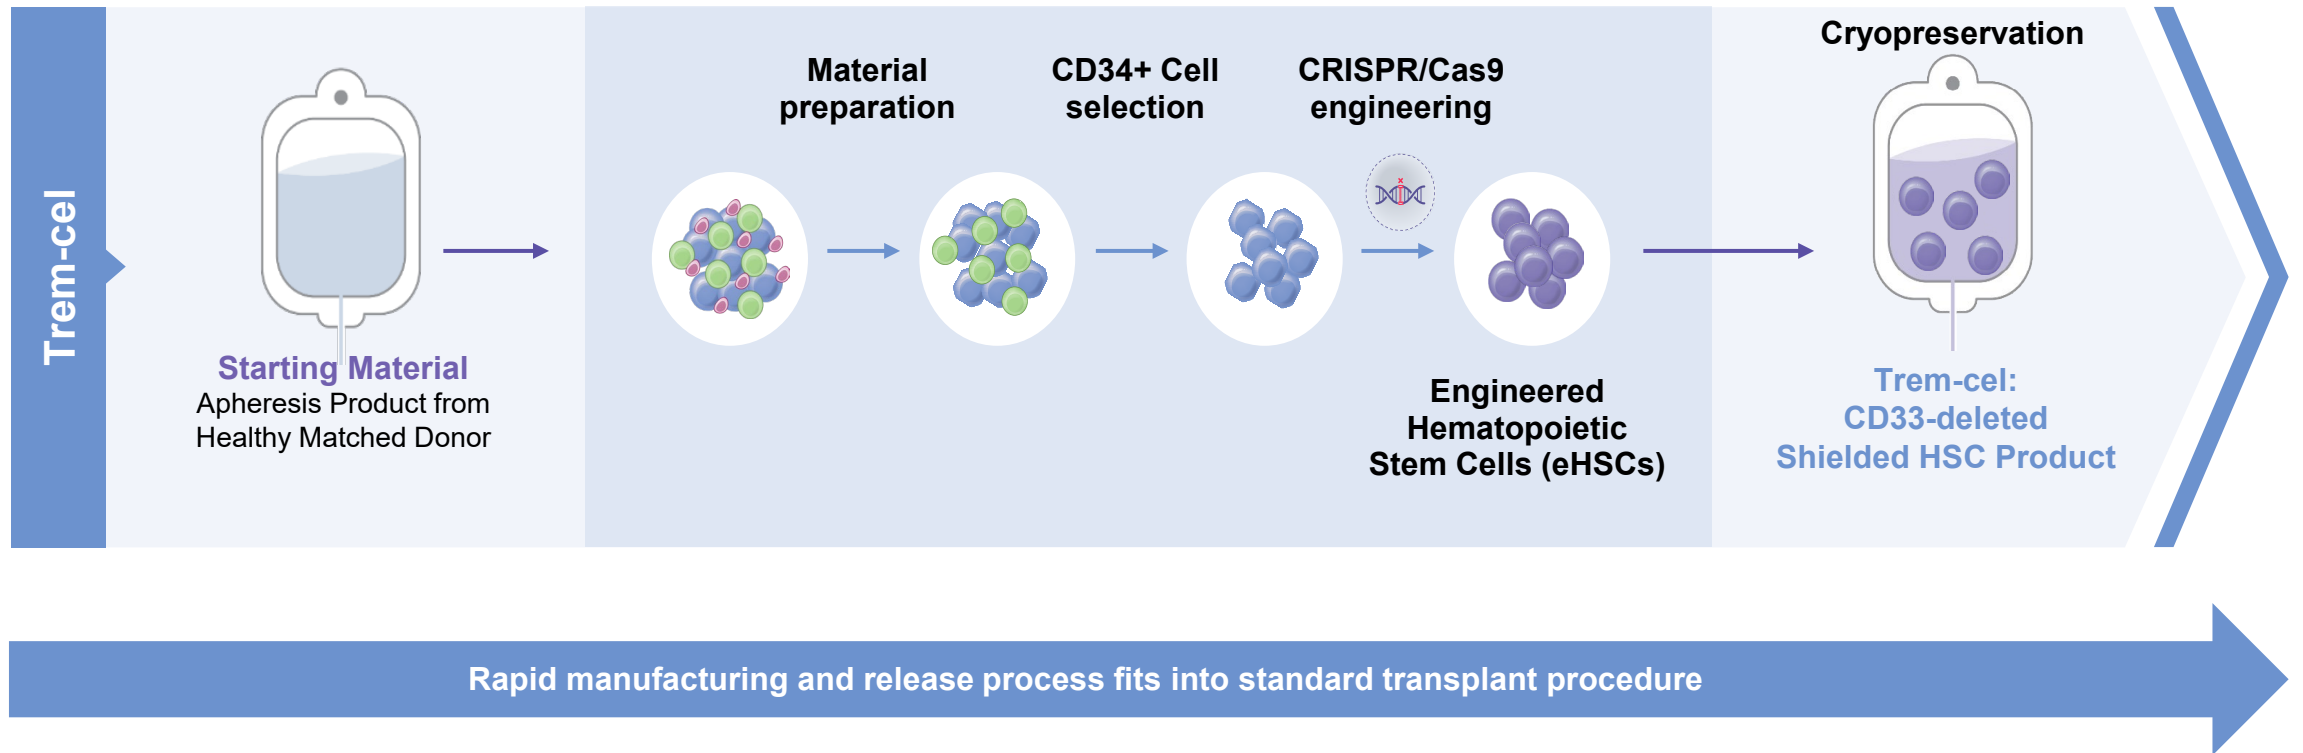 Trem-cel
Starting Material
Apheresis Product from
Healthy Matched Donor
Material
preparation
CD34+ Cell
selection
CRISPR/Cas9
engineering
Engineered
Hematopoietic
Stem Cells (eHSCs)
Cryopreservation
Trem-cel:
CD33-deleted
Shielded HSC Product
Rapid manufacturing and release process fits into standard transplant procedure